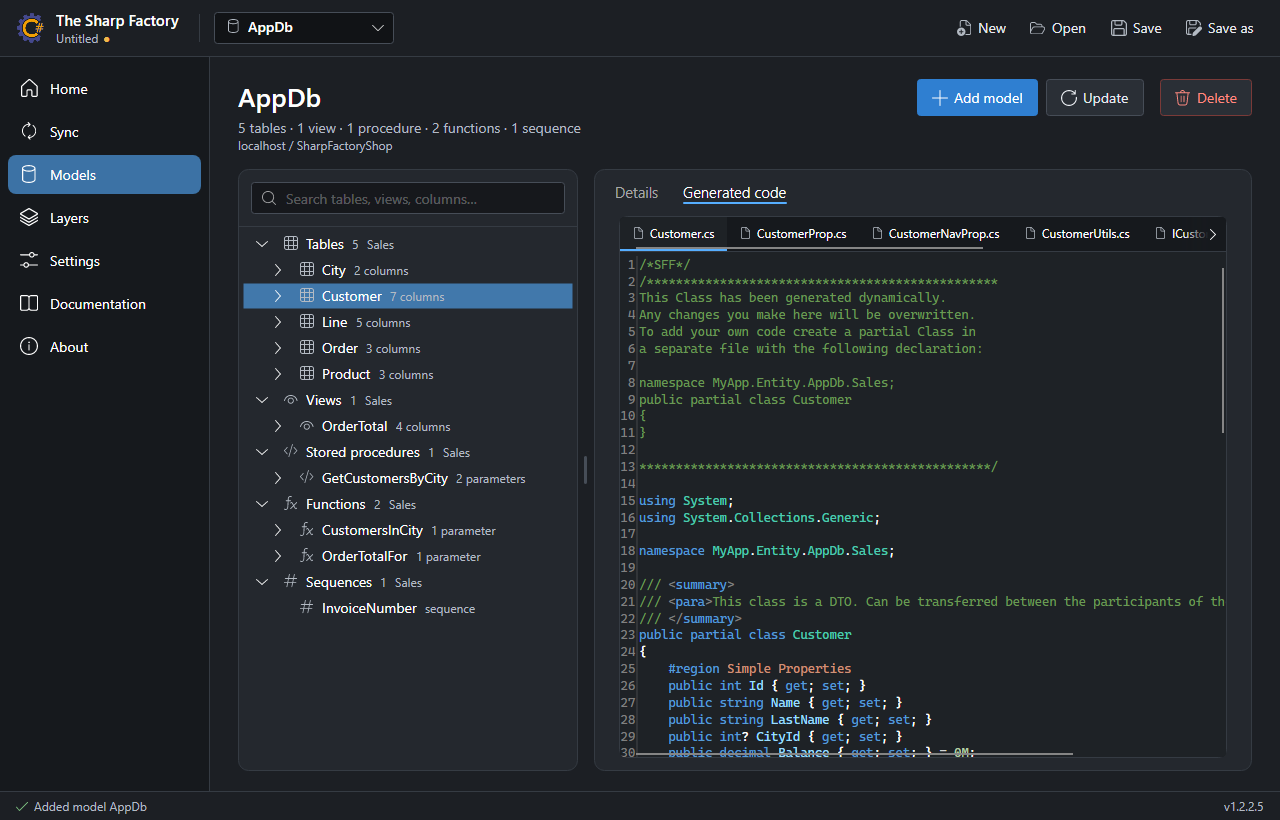 The Sharp Factory
Untitled
AppDb
New
Open
Save
Save as
Home
Sync
Models
Layers
Settings
Documentation
About
AppDb
5 tables · 1 view · 1 procedure · 2 functions · 1 sequence
localhost / SharpFactoryShop
Add model
Update
Delete
Search tables, views, columns...
Tables 5 Sales
City 2 columns
Customer 7 columns
Line 5 columns
Order 3 columns
Product 3 columns
Views 1 Sales
OrderTotal 4 columns
Stored procedures 1 Sales
GetCustomersByCity 2 parameters
Functions 2 Sales
CustomersInCity 1 parameter
OrderTotalFor 1 parameter
Sequences 1 Sales
InvoiceNumber sequence
Details
Generated code
Customer.cs
CustomerProp.cs
CustomerNavProp.cs
CustomerUtils.cs
ICusto
1 /*SFF*/
2 /************************************************
3 This Class has been generated dynamically.
4 Any changes you make here will be overwritten.
5 To add your own code create a partial Class in
6 a separate file with the following declaration:
7
8 namespace MyApp.Entity.AppDb.Sales;
9 public partial class Customer
10 {
11 }
12
13 ************************************************/
14
15 using System;
16 using System.Collections.Generic;
17
18 namespace MyApp.Entity.AppDb.Sales;
19
20 /// <summary>
21 /// <para>This class is a DTO. Can be transferred between the participants of th
22 /// </summary>
23 public partial class Customer
24 {
25 #region Simple Properties
26 public int Id { get; set; }
27 public string Name { get; set; }
28 public string LastName { get; set; }
29 public int? CityId { get; set; }
30 public decimal Balance { get; set; } = 0M;
Added model AppDb
v1.2.2.5